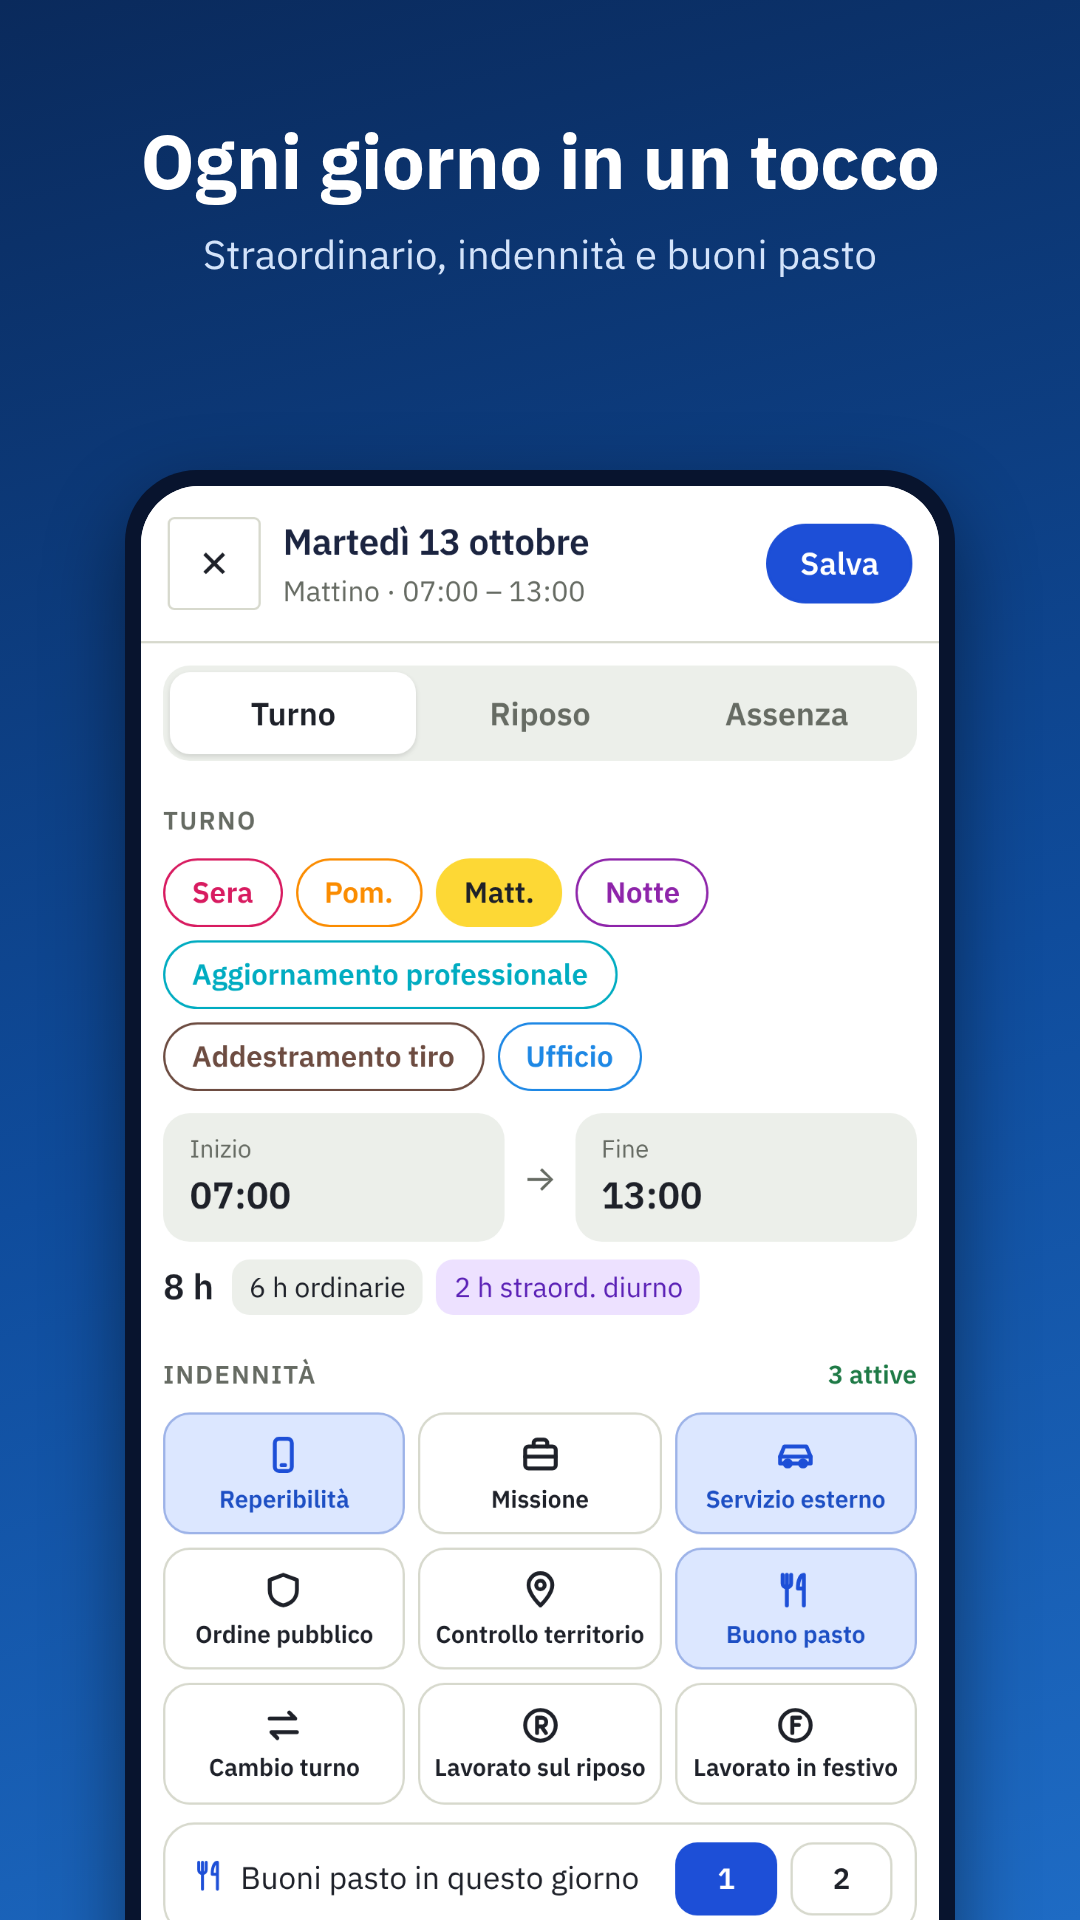 Ogni giorno in un tocco
Straordinario, indennità e buoni pasto
Martedì 13 ottobre
Mattino · 07:00 – 13:00
Salva
Turno
Riposo
Assenza
TURNO
Sera
Pom.
Matt.
Notte
Aggiornamento professionale
Addestramento tiro
Ufficio
Inizio
07:00
Fine
13:00
8 h
6 h ordinarie
2 h straord. diurno
INDENNITÀ
3 attive
Reperibilità
Missione
Servizio esterno
Ordine pubblico
Controllo territorio
Buono pasto
Cambio turno
R
Lavorato sul riposo
F
Lavorato in festivo
Buoni pasto in questo giorno
1
2